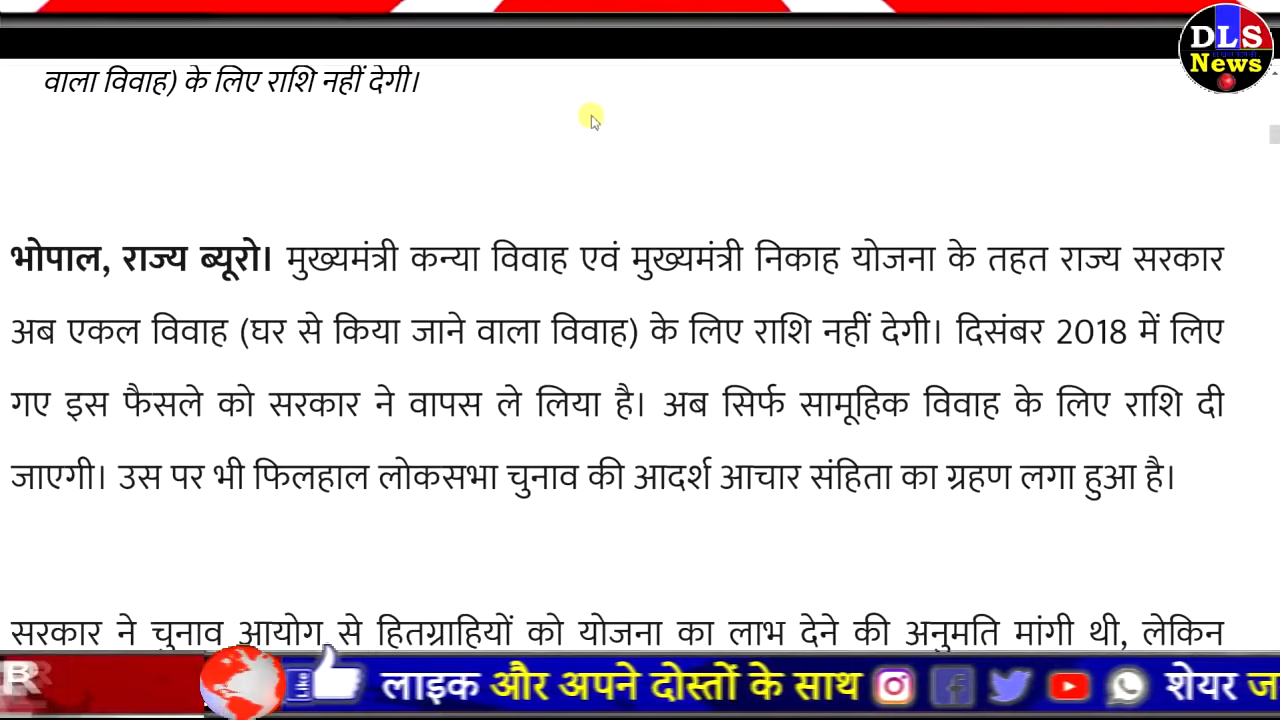 DLS
News
वाला विवाह) के लिए राशि नहीं देगी।
भोपाल, राज्य ब्यूरो। मुख्यमंत्री कन्या विवाह एवं मुख्यमंत्री निकाह योजना के तहत राज्य सरकार
अब एकल विवाह (घर से किया जाने वाला विवाह) के लिए राशि नहीं देगी। दिसंबर 2018 में लिए
गए इस फैसले को सरकार ने वापस ले लिया है। अब सिर्फ सामूहिक विवाह के लिए राशि दी
जाएगी। उस पर भी फिलहाल लोकसभा चुनाव की आदर्श आचार संहिता का ग्रहण लगा हुआ है।
सरकार ने चुनाव आयोग से हितग्राहियों को योजना का लाभ देने की अनुमति मांगी थी, लेकिन
R Like लाइक और अपने दोस्तों के साथ शेयर ज